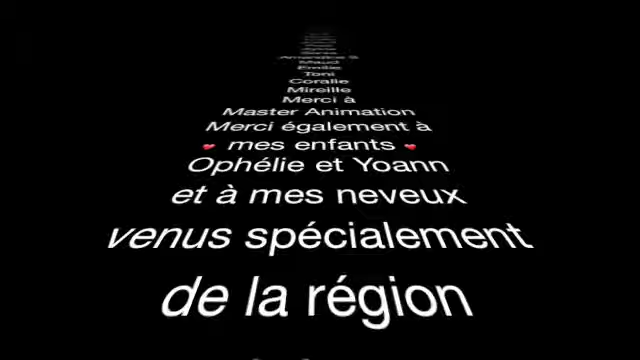 Maud
Emilie
Toni
Coralie
Mireille
Merci à
Master Animation
Merci également à
mes enfants
Ophélie et Yoann
et à mes neveux
venus spécialement
de la région